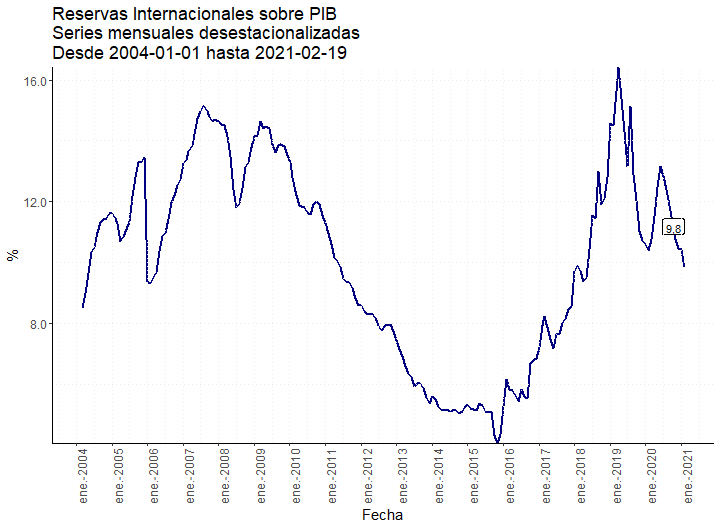 Reservas Internacionales sobre PIB
Series mensuales desestacionalizadas
Desde 2004-01-01 hasta 2021-02-19
16.0
12.0
8.0
%
9.8
ene.-2004
ene.-2005
ene.-2006
ene.-2007
ene.-2008
ene.-2009
ene.-2010
ene.-2011
ene.-2012
ene.-2013
ene.-2014
ene.-2015
ene.-2016
ene.-2017
ene.-2018
ene.-2019
ene.-2020
ene.-2021
Fecha